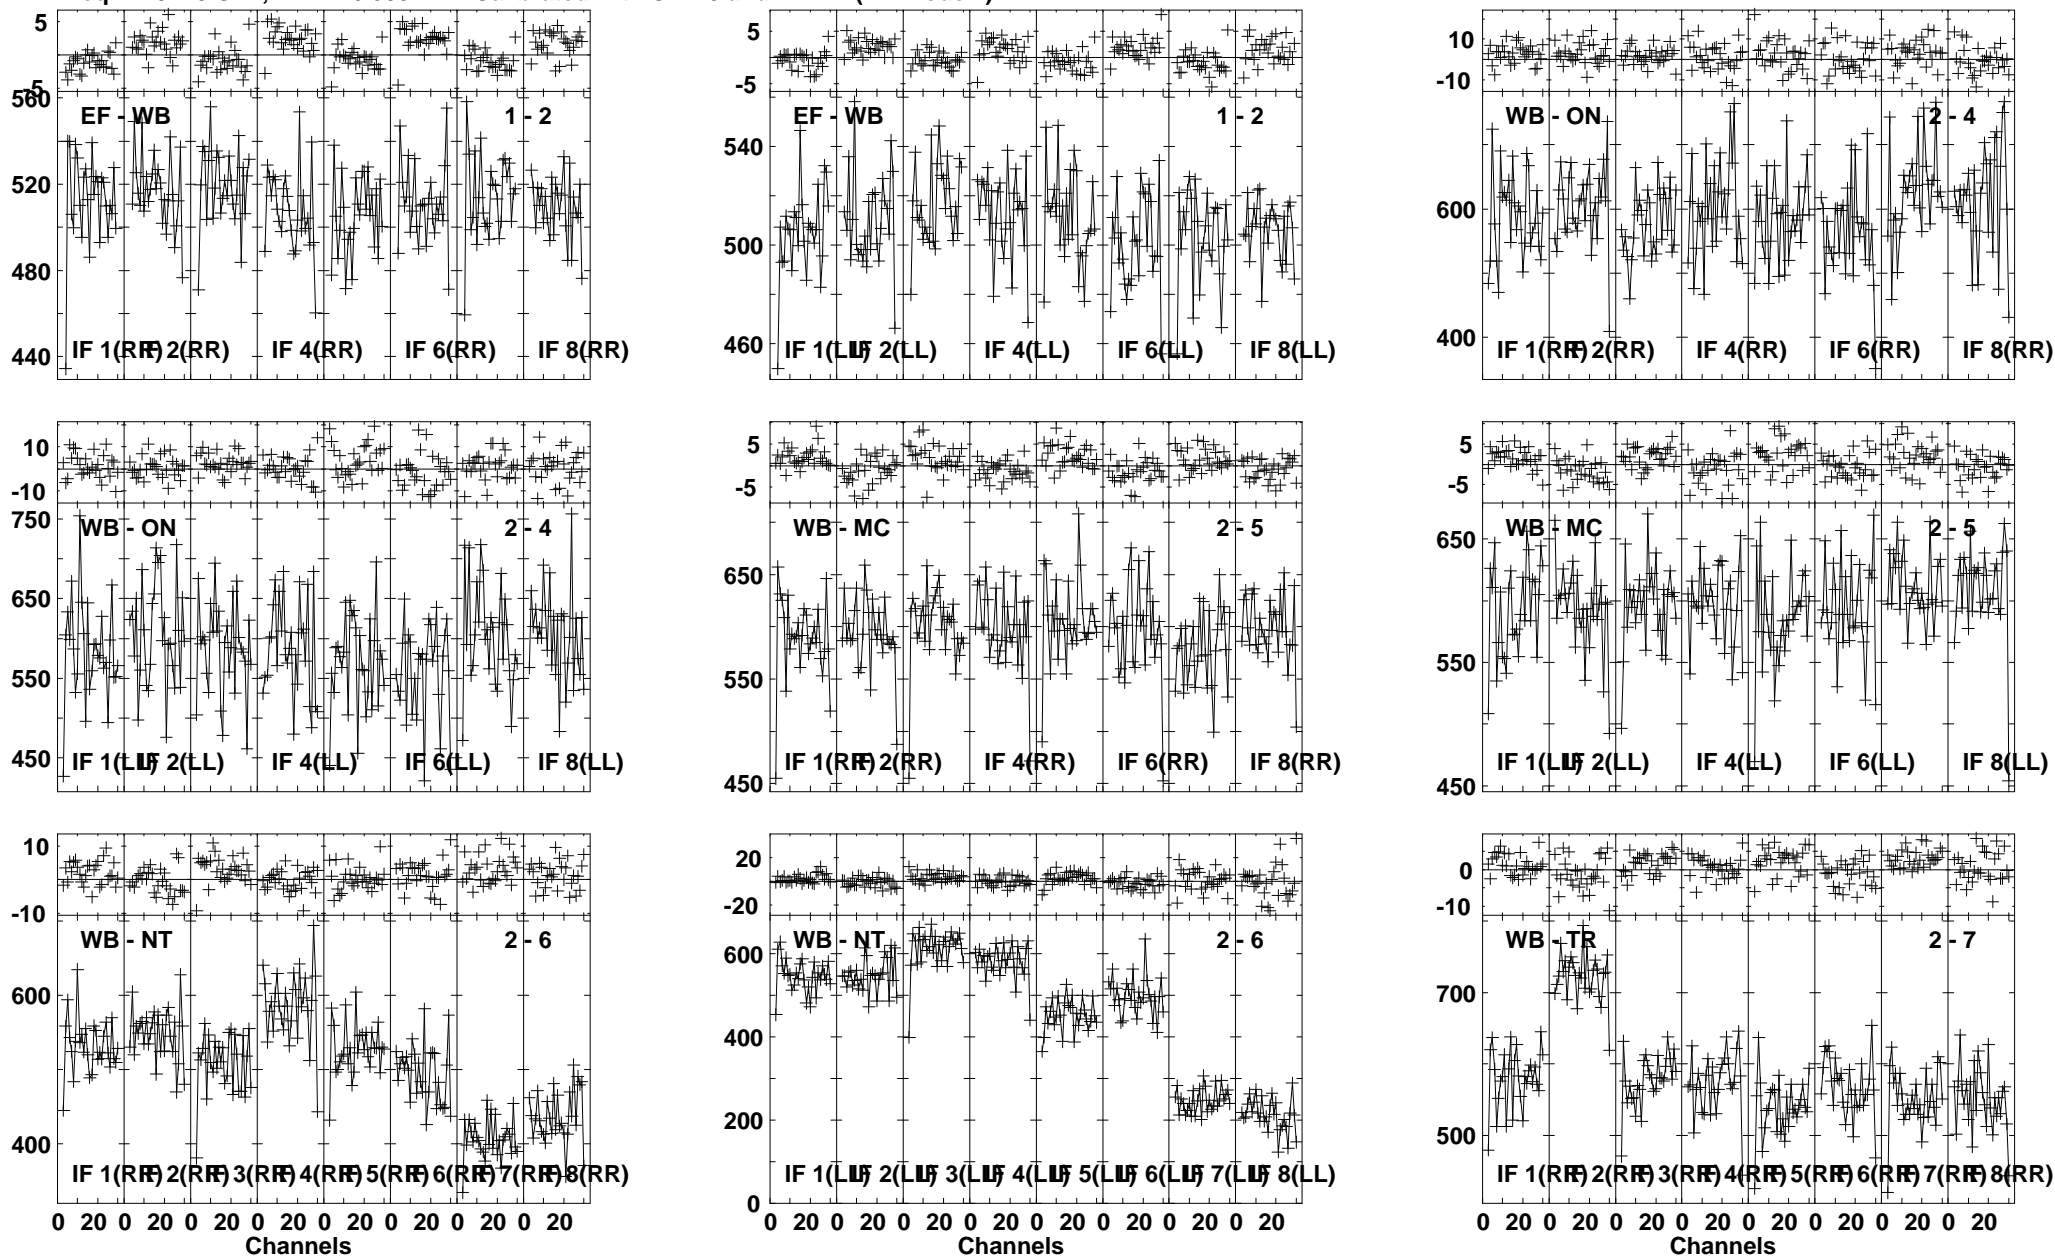 5
-5
560
520
480
440
EF - WB 1 - 2
IF 1(RR) IF 2(RR) IF 4(RR) IF 6(RR) IF 8(RR)
5
-5
540
500
460
EF - WB 1 - 2
IF 1(LL) IF 2(LL) IF 4(LL) IF 6(LL) IF 8(LL)
10
-10
600
400
WB - ON 2 - 4
IF 1(RR) IF 2(RR) IF 4(RR) IF 6(RR) IF 8(RR)
10
-10
750
650
550
450
WB - ON 2 - 4
IF 1(LL) IF 2(LL) IF 4(LL) IF 6(LL) IF 8(LL)
5
-5
650
550
450
WB - MC 2 - 5
IF 1(RR) IF 2(RR) IF 4(RR) IF 6(RR) IF 8(RR)
5
-5
650
550
450
WB - MC 2 - 5
IF 1(LL) IF 2(LL) IF 4(LL) IF 6(LL) IF 8(LL)
10
-10
600
400
WB - NT 2 - 6
IF 1(RR) IF 2(RR) IF 3(RR) IF 4(RR) IF 5(RR) IF 6(RR) IF 7(RR) IF 8(RR)
0 20 0 20 0 20 0 20 0 20 0 20 0 20 0 20
Channels
20
-20
600
400
200
0
WB - NT 2 - 6
IF 1(LL) IF 2(LL) IF 3(LL) IF 4(LL) IF 5(LL) IF 6(LL) IF 7(LL) IF 8(LL)
0 20 0 20 0 20 0 20 0 20 0 20 0 20 0 20
Channels
0
-10
700
500
WB - TR 2 - 7
IF 1(RR) IF 2(RR) IF 3(RR) IF 4(RR) IF 5(RR) IF 6(RR) IF 7(RR) IF 8(RR)
0 20 0 20 0 20 0 20 0 20 0 20 0 20 0 20
Channels